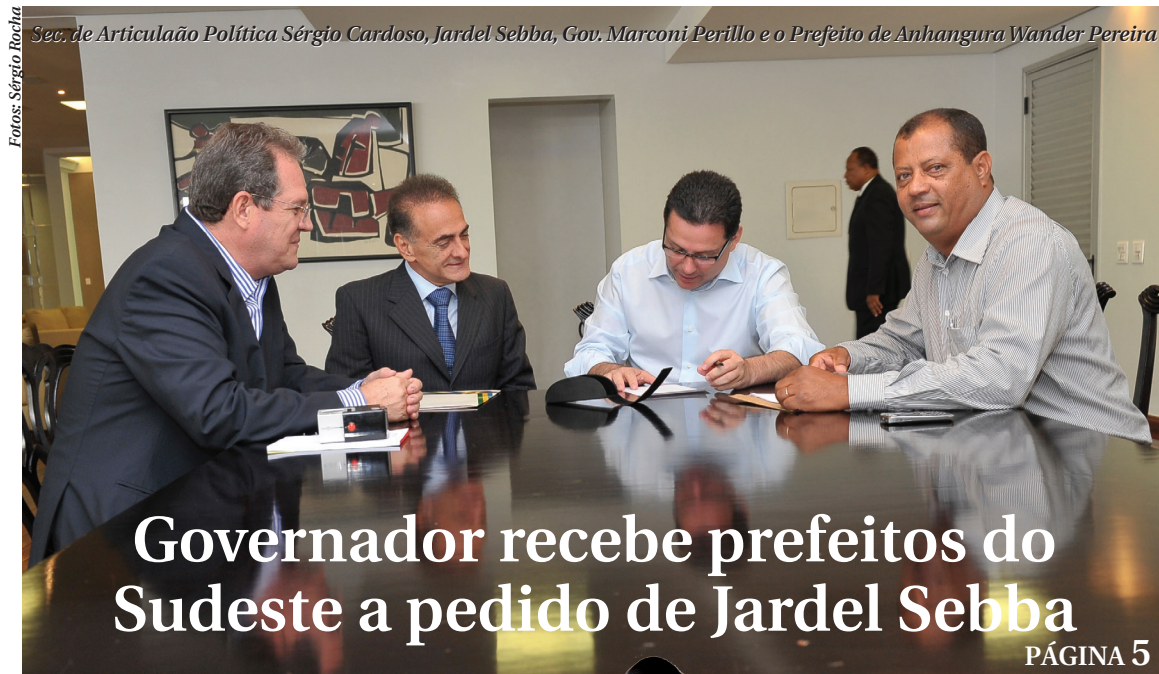 Fotos: Sérgio Rocha
Sec. de Articulaão Política Sérgio Cardoso, Jardel Sebba, Gov. Marconi Perillo e o Prefeito de Anhangura Wander Pereira
Governador recebe prefeitos do
Sudeste a pedido de Jardel Sebba
PÁGINA 5